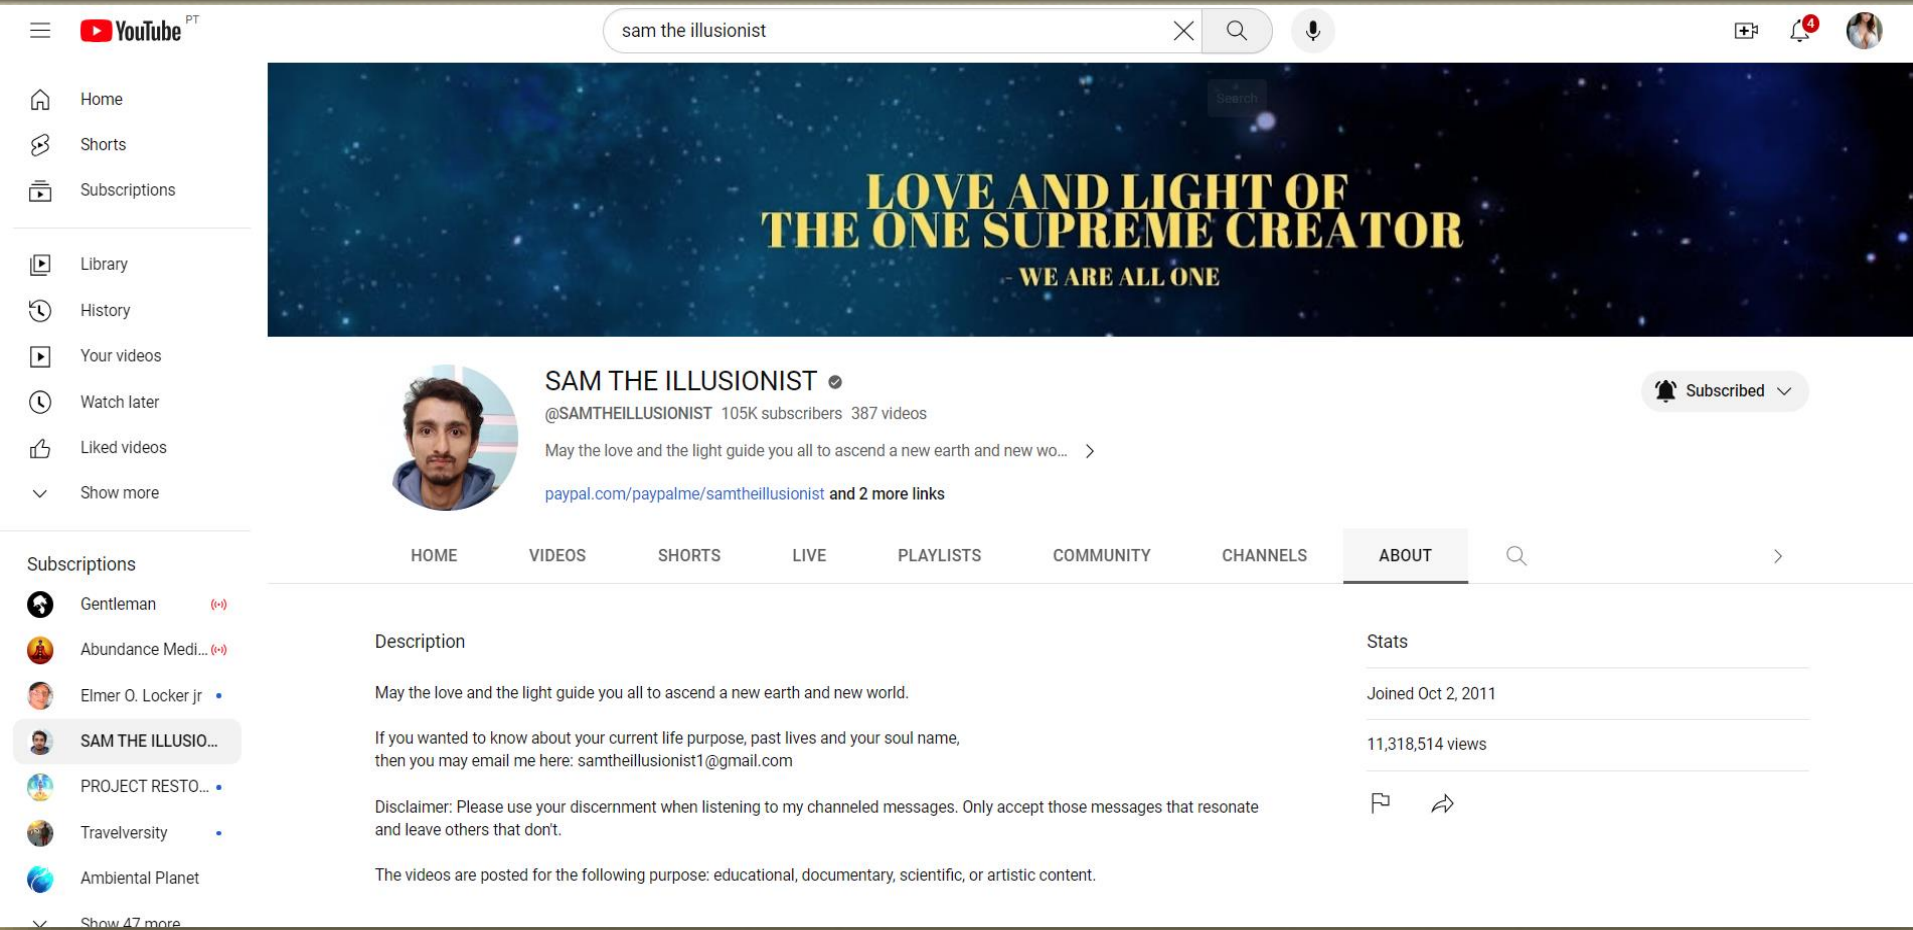 YouTube PT
sam the illusionist
4
Home
Shorts
Subscriptions
Library
History
Your videos
Watch later
Liked videos
Show more
Subscriptions
Gentleman
Abundance Medi...
Elmer O. Locker jr
SAM THE ILLUSIO...
PROJECT RESTO...
Travelversity
Ambiental Planet
Show 47 more
Search
LOVE AND LIGHT OF
THE ONE SUPREME CREATOR
- WE ARE ALL ONE
SAM THE ILLUSIONIST
@SAMTHEILLUSIONIST 105K subscribers 387 videos
May the love and the light guide you all to ascend a new earth and new wo...
paypal.com/paypalme/samtheillusionist and 2 more links
Subscribed
HOME VIDEOS SHORTS LIVE PLAYLISTS COMMUNITY CHANNELS ABOUT
Description
May the love and the light guide you all to ascend a new earth and new world.
If you wanted to know about your current life purpose, past lives and your soul name,
then you may email me here: samtheillusionist1@gmail.com
Disclaimer: Please use your discernment when listening to my channeled messages. Only accept those messages that resonate
and leave others that don't.
The videos are posted for the following purpose: educational, documentary, scientific, or artistic content.
Stats
Joined Oct 2, 2011
11,318,514 views